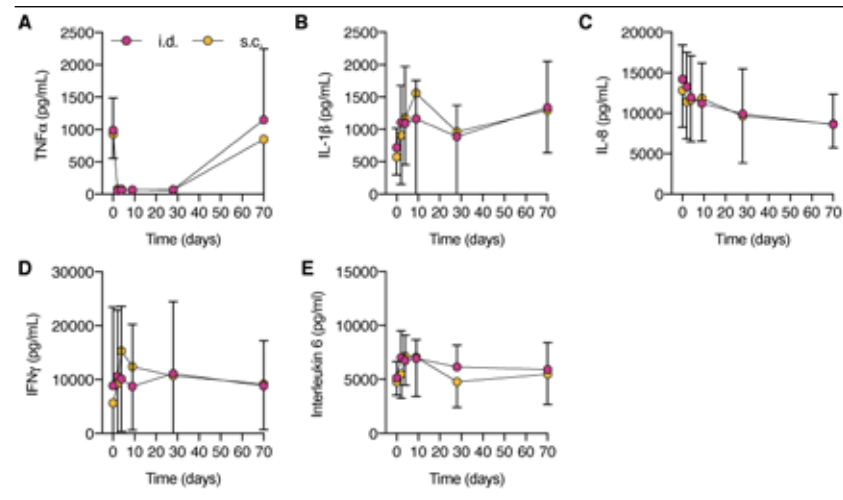 A
i.d.
s.c.
TNFα (pg/mL)
2500
2000
1500
1000
500
0
0 10 20 30 40 50 60 70
Time (days)
B
IL-1β (pg/mL)
2500
2000
1500
1000
500
0
0 10 20 30 40 50 60 70
Time (days)
C
IL-8 (pg/mL)
20000
15000
10000
5000
0
0 10 20 30 40 50 60 70
Time (days)
D
IFNγ (pg/mL)
30000
20000
10000
0
0 10 20 30 40 50 60 70
Time (days)
E
Interleukin 6 (pg/ml)
15000
10000
5000
0
0 10 20 30 40 50 60 70
Time (days)